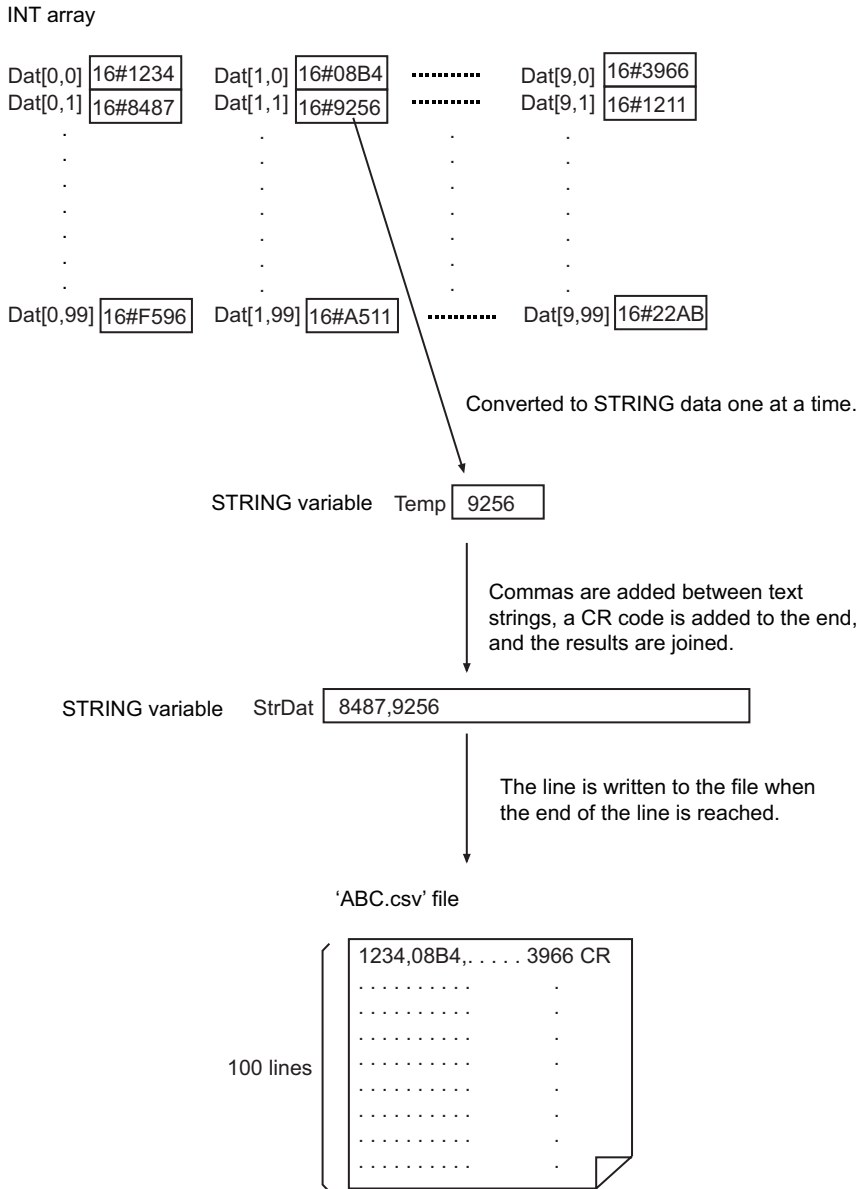 INT array
Dat[0,0] 16#1234 Dat[1,0] 16#08B4 ........... Dat[9,0] 16#3966
Dat[0,1] 16#8487 Dat[1,1] 16#9256 ........... Dat[9,1] 16#1211
. . . .
. . . .
. . . .
. . . .
. . . .
. . . .
. . . .
Dat[0,99] 16#F596 Dat[1,99] 16#A511 ........... Dat[9,99] 16#22AB
Converted to STRING data one at a time.
STRING variable Temp 9256
Commas are added between text
strings, a CR code is added to the end,
and the results are joined.
STRING variable StrDat 8487,9256
The line is written to the file when
the end of the line is reached.
‘ABC.csv’ file
1234,08B4,. . . . . 3966 CR
. . . . . . . . . . .
. . . . . . . . . . .
. . . . . . . . . . .
100 lines . . . . . . . . . . .
. . . . . . . . . . .
. . . . . . . . . . .
. . . . . . . . . . .
. . . . . . . . . . .